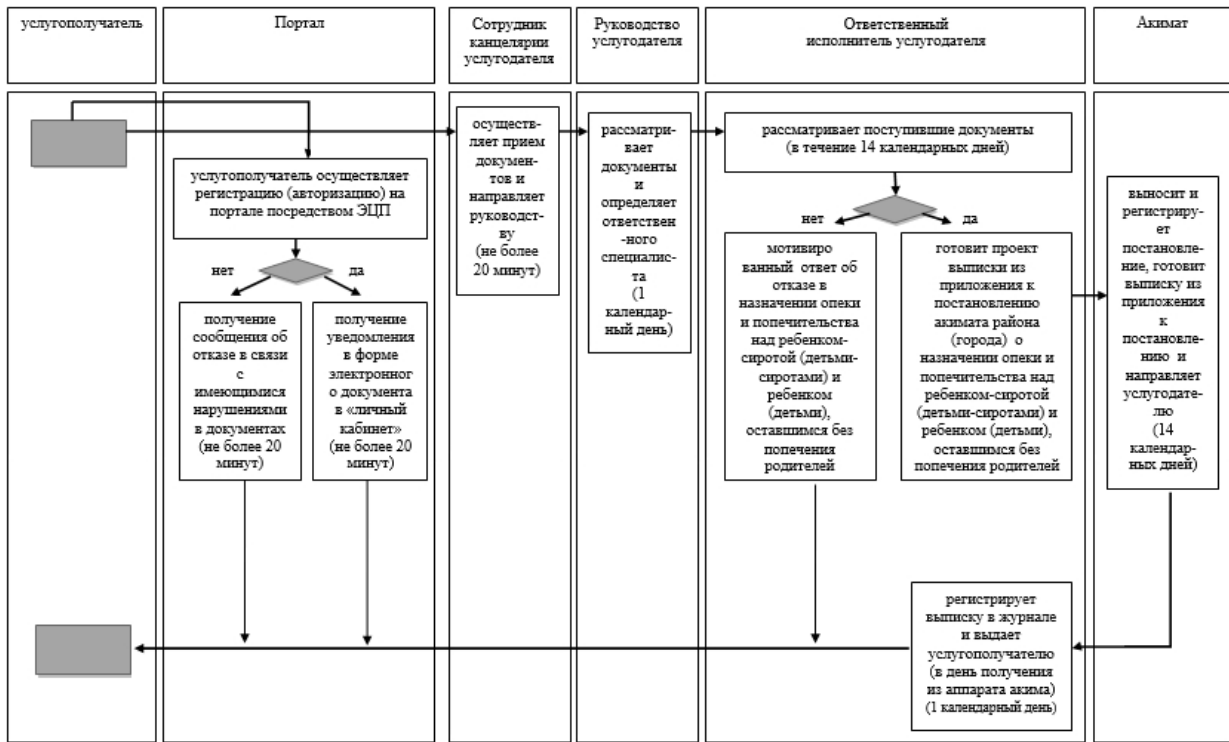 услугополучатель
Портал
Сотрудник
канцелярии
услугодателя
Руководство
услугодателя
Ответственный
исполнитель услугодателя
Акимат
услугополучатель осуществляет
регистрацию (авторизацию) на
портале посредством ЭЦП
нет
да
получение
сообщения об
отказе в связи
с
имеющимися
нарушениями
в документах
(не более 20
минут)
получение
уведомления
в форме
электронног
о документа
в «личный
кабинет»
(не более 20
минут)
осуществ-
ляет прием
докумен-
тов и
направляет
руководст-
ву
(не более
20 минут)
рассматри-
вает
документы
и
определяет
ответствен
-ного
специалис-
та
(1
календар-
ный день)
рассматривает поступившие документы
(в течение 14 календарных дней)
нет
да
мотивиро
ванный ответ об
отказе в
назначении опеки
и попечительства
над ребенком-
сиротой (детьми-
сиротами) и
ребенком
(детьми),
оставшимся без
попечения
родителей
готовит проект
выписки из
приложения к
постановлению
акимата района
(города) о
назначении опеки и
попечительства над
ребенком-сиротой
(детьми-сиротами) и
ребенком (детьми),
оставшимся без
попечения родителей
выносит и
регистриру
ет
постановле
ние, готовит
выписку из
приложения
к
постановле-
нию и
направляет
услугодате-
лю
(14
календар-
ных дней)
регистрирует
выписку в журнале
и выдает
услугополучателю
(в день получения
из аппарата акима)
(1 календарный день)